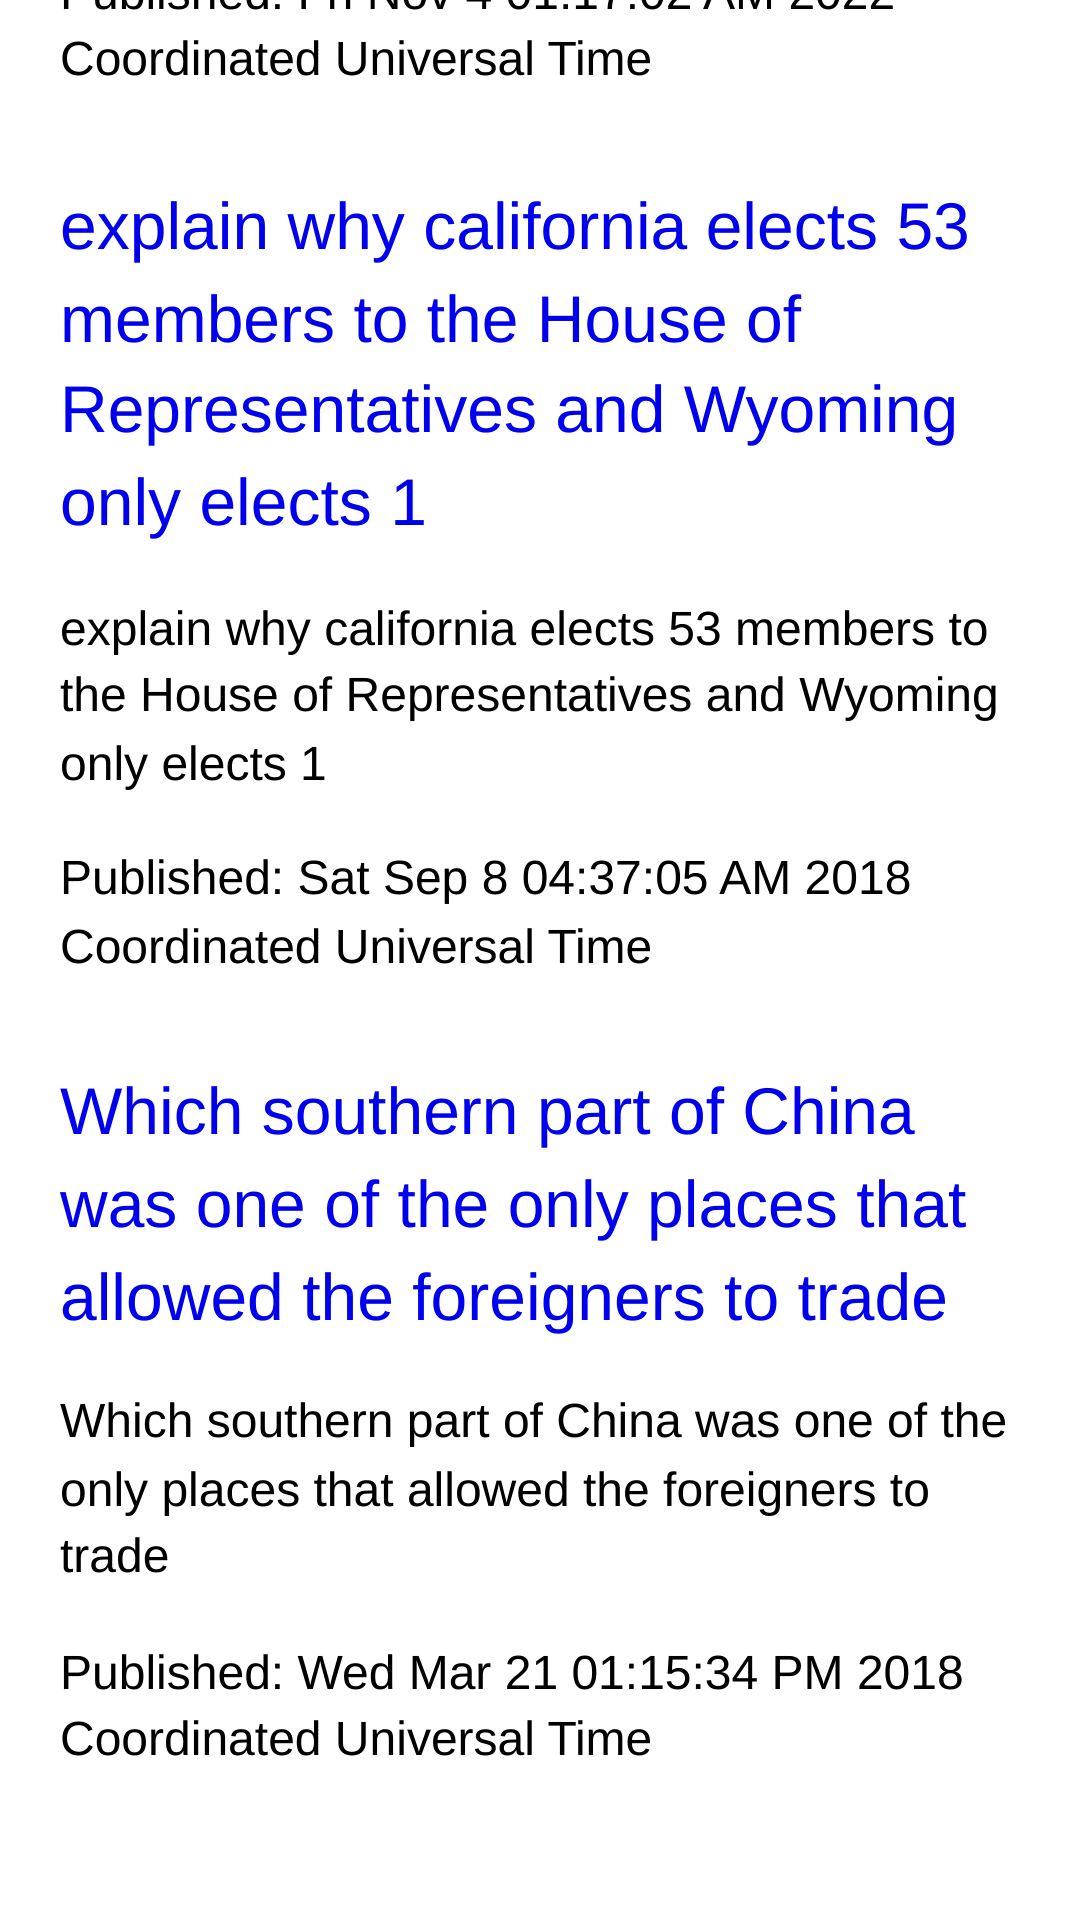 Published: Fri Nov 4 01:17:02 AM 2022
Coordinated Universal Time
explain why california elects 53
members to the House of
Representatives and Wyoming
only elects 1
explain why california elects 53 members to
the House of Representatives and Wyoming
only elects 1
Published: Sat Sep 8 04:37:05 AM 2018
Coordinated Universal Time
Which southern part of China
was one of the only places that
allowed the foreigners to trade
Which southern part of China was one of the
only places that allowed the foreigners to
trade
Published: Wed Mar 21 01:15:34 PM 2018
Coordinated Universal Time